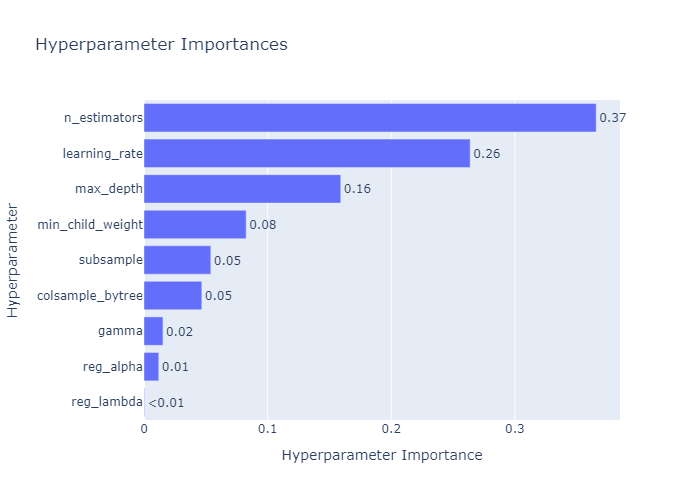 Hyperparameter Importances
n_estimators 0.37
learning_rate 0.26
max_depth 0.16
min_child_weight 0.08
subsample 0.05
colsample_bytree 0.05
gamma 0.02
reg_alpha 0.01
reg_lambda <0.01
0 0.1 0.2 0.3
Hyperparameter Importance
Hyperparameter